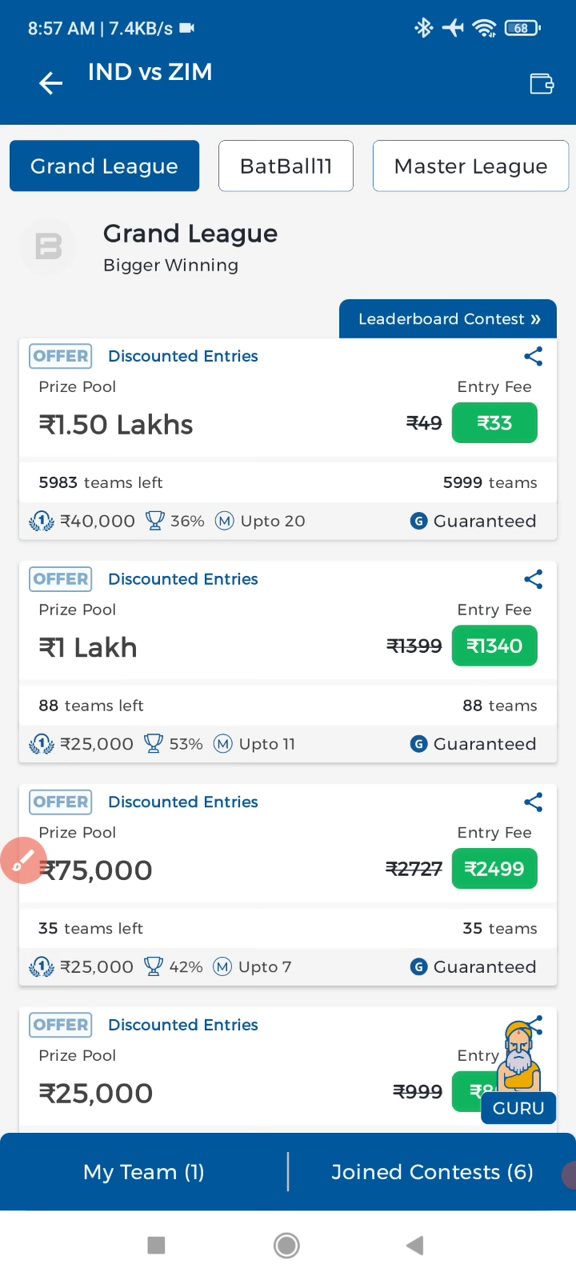 8:57 AM | 7.4KB/s
68
IND vs ZIM
Grand League BatBall11 Master League
Grand League
Bigger Winning
Leaderboard Contest »
OFFER Discounted Entries
Prize Pool Entry Fee
₹1.50 Lakhs ₹49 ₹33
5983 teams left 5999 teams
1 ₹40,000 36% M Upto 20 G Guaranteed
OFFER Discounted Entries
Prize Pool Entry Fee
₹1 Lakh ₹1399 ₹1340
88 teams left 88 teams
1 ₹25,000 53% M Upto 11 G Guaranteed
OFFER Discounted Entries
Prize Pool Entry Fee
₹75,000 ₹2727 ₹2499
35 teams left 35 teams
1 ₹25,000 42% M Upto 7 G Guaranteed
OFFER Discounted Entries
Prize Pool Entry
₹25,000 ₹999
GURU
My Team (1) Joined Contests (6)